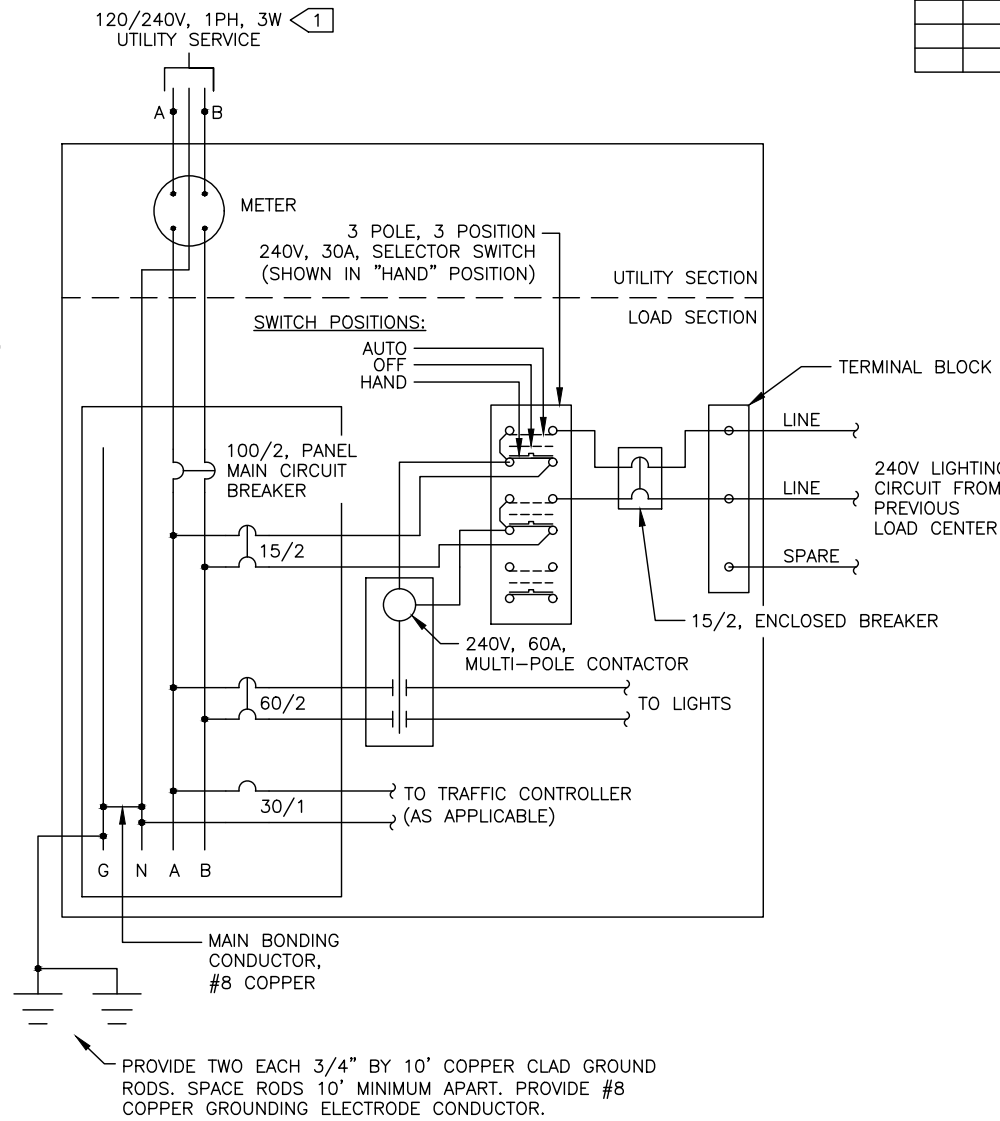 120/240V, 1PH, 3W
1
UTILITY SERVICE
A
B
METER
3 POLE, 3 POSITION
240V, 30A, SELECTOR SWITCH
(SHOWN IN "HAND" POSITION)
UTILITY SECTION
LOAD SECTION
SWITCH POSITIONS:
AUTO
OFF
HAND
TERMINAL BLOCK
LINE
100/2, PANEL
MAIN CIRCUIT
BREAKER
240V LIGHTING
CIRCUIT FROM
PREVIOUS
LOAD CENTER
LINE
15/2
SPARE
15/2, ENCLOSED BREAKER
240V, 60A,
MULTI-POLE CONTACTOR
60/2
TO LIGHTS
30/1
TO TRAFFIC CONTROLLER
(AS APPLICABLE)
G N A B
MAIN BONDING
CONDUCTOR,
#8 COPPER
PROVIDE TWO EACH 3/4" BY 10' COPPER CLAD GROUND
RODS. SPACE RODS 10' MINIMUM APART. PROVIDE #8
COPPER GROUNDING ELECTRODE CONDUCTOR.